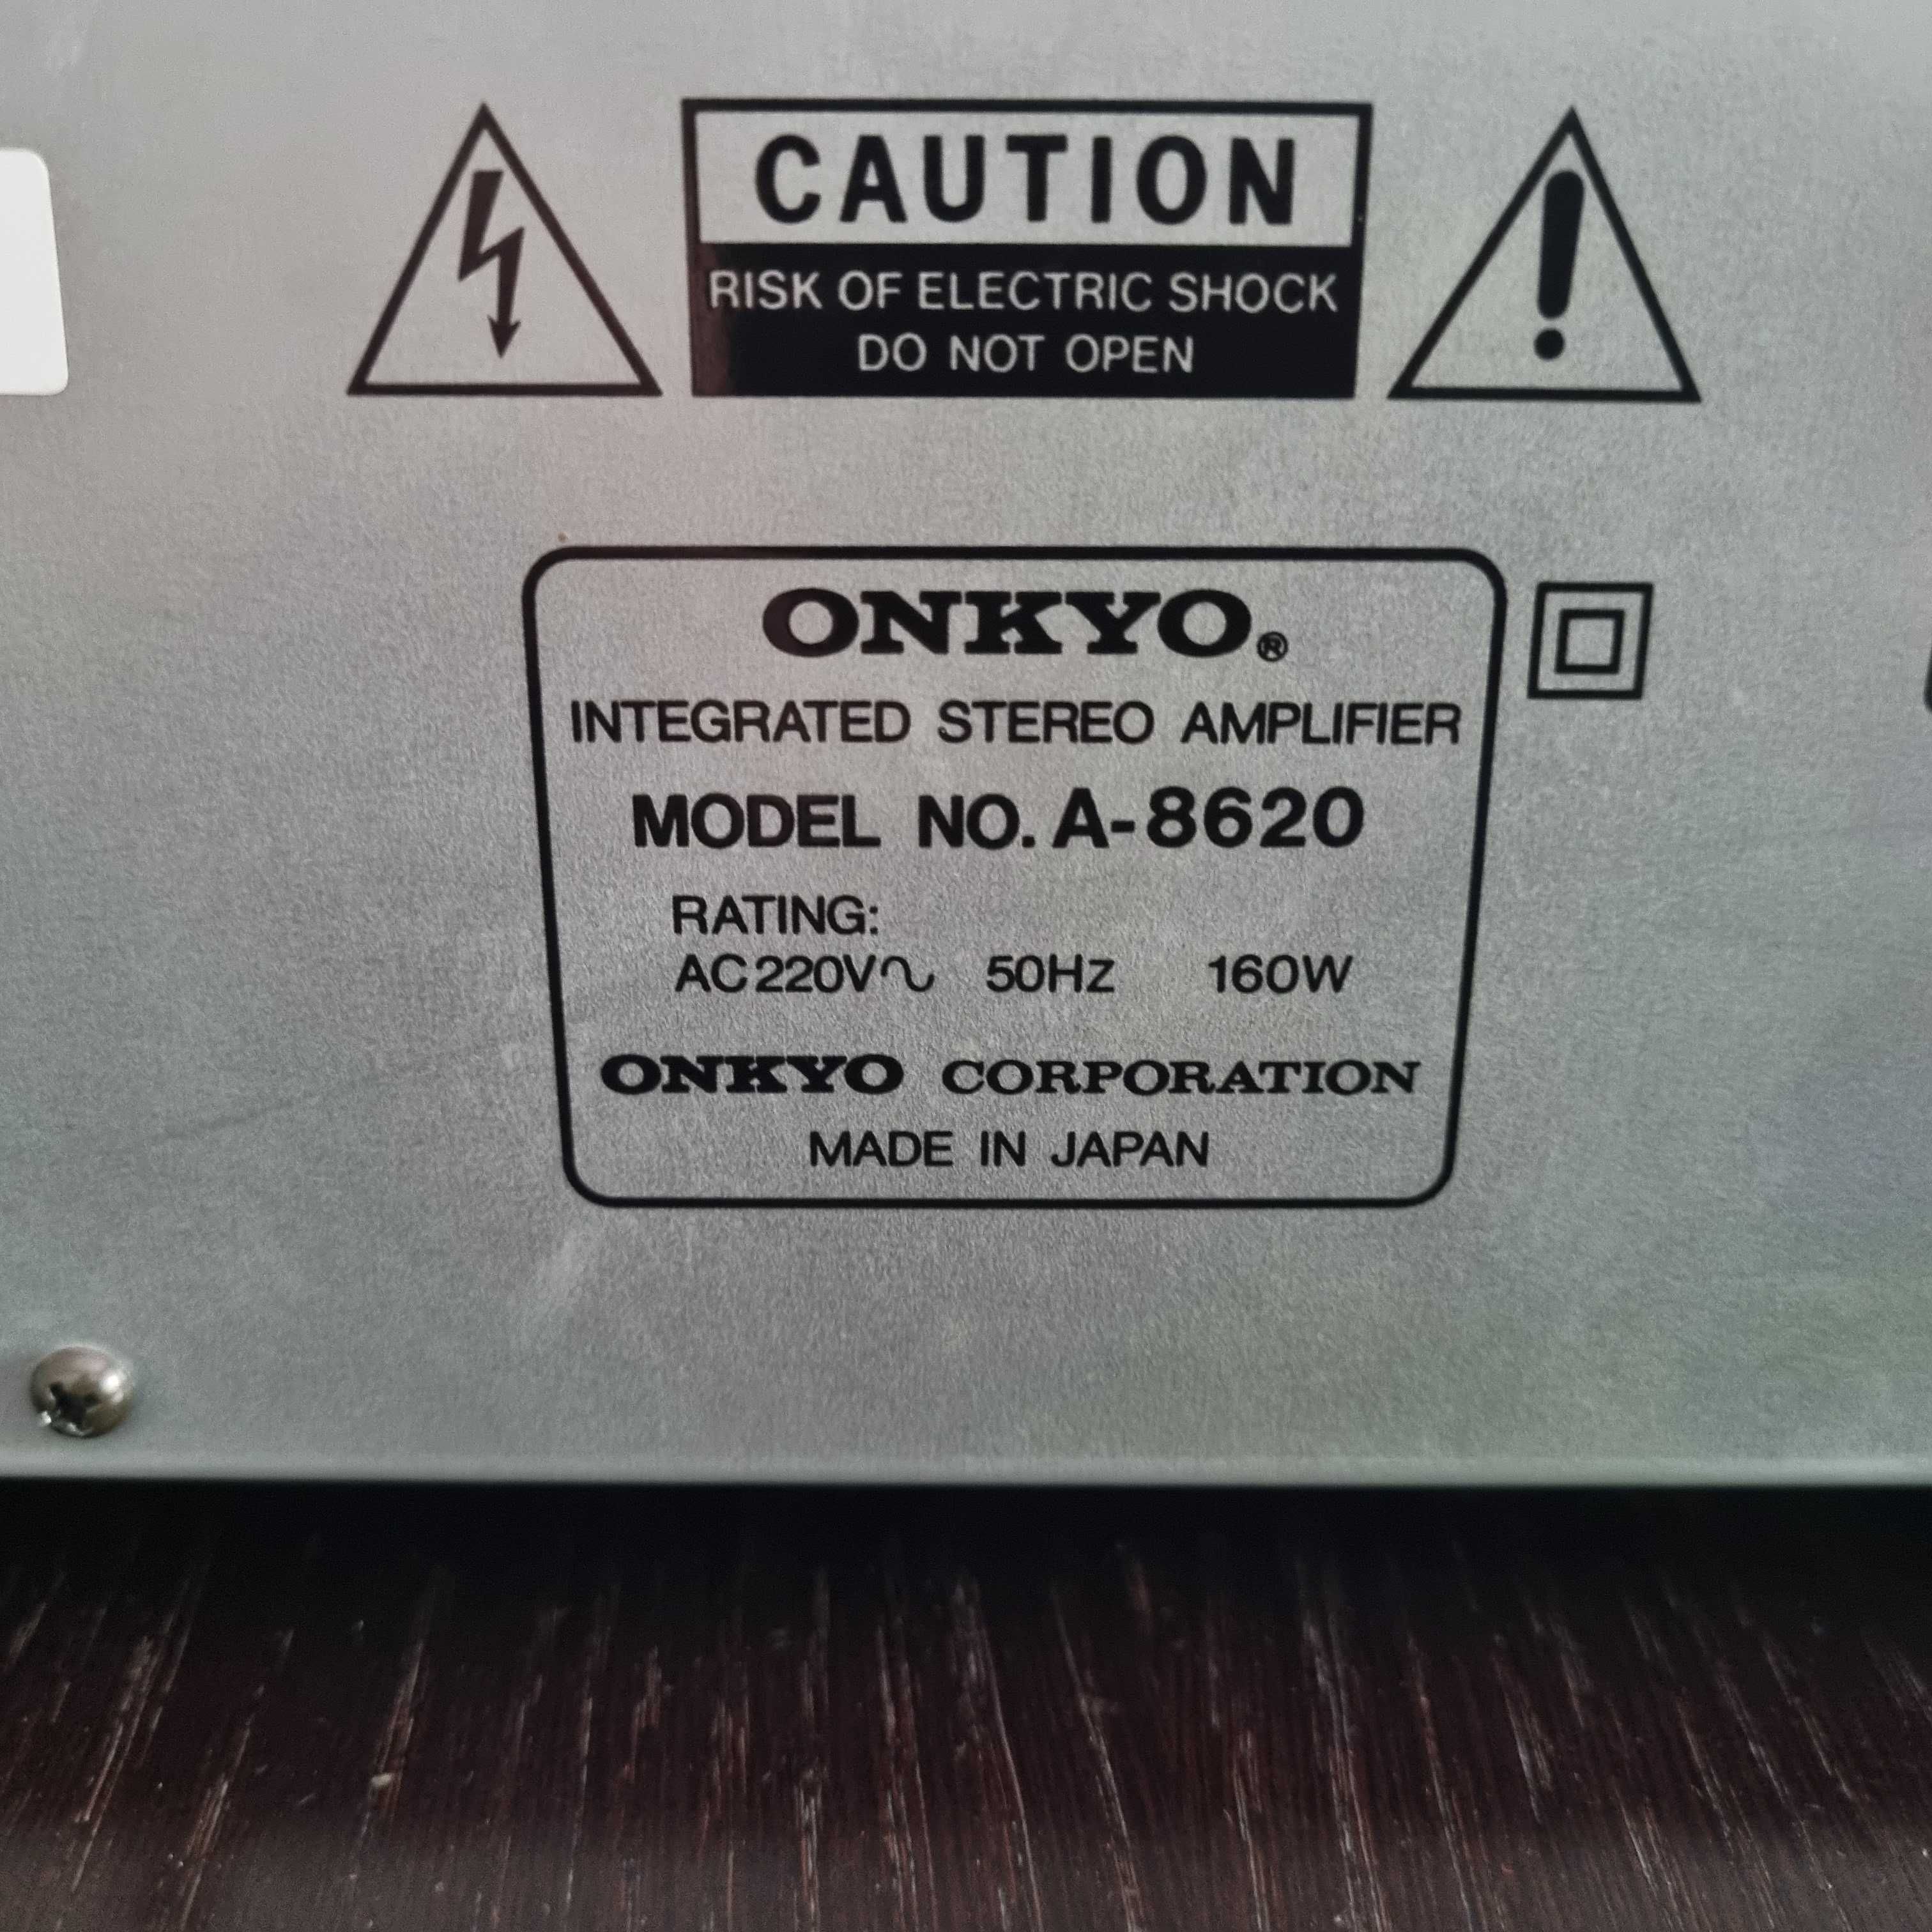 CAUTION
RISK OF ELECTRIC SHOCK
DO NOT OPEN
ONKYO®
INTEGRATED STEREO AMPLIFIER
MODEL NO. A-8620
RATING:
AC220V∿ 50Hz 160W
ONKYO CORPORATION
MADE IN JAPAN